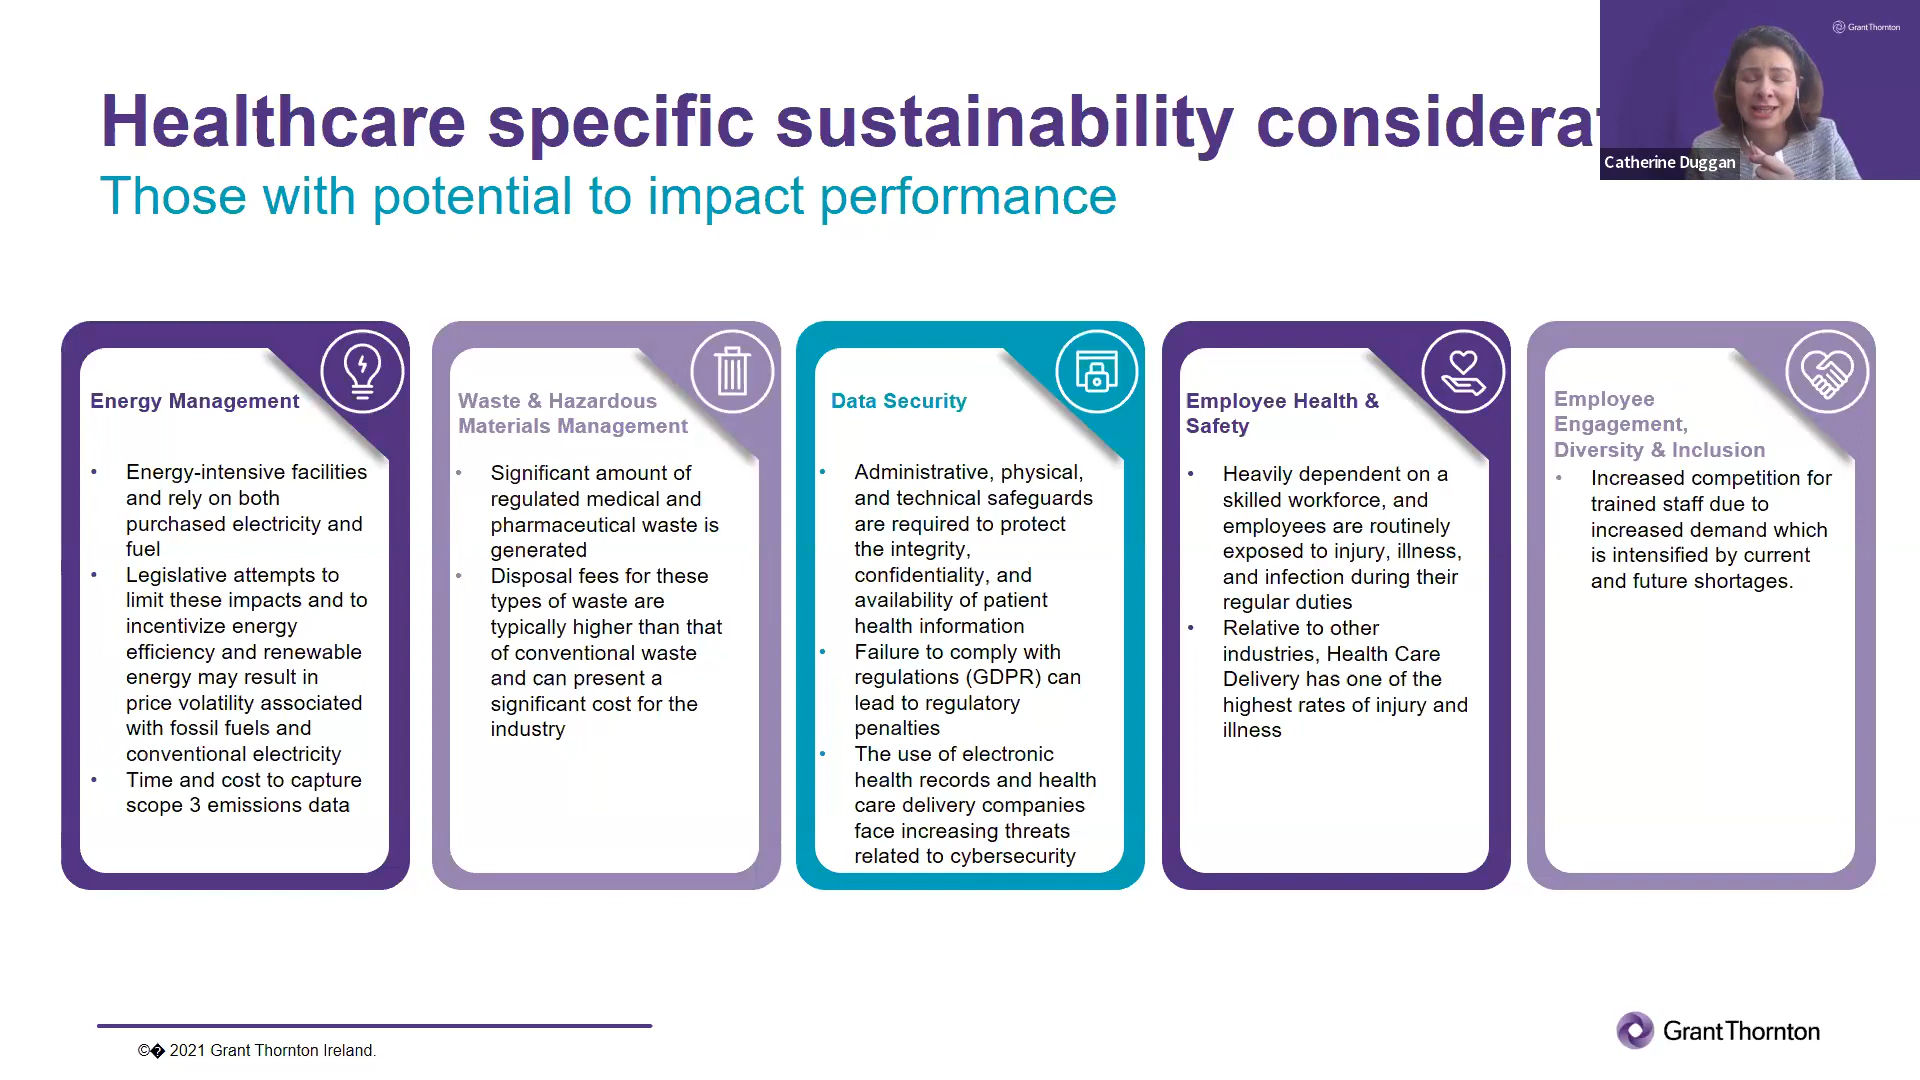 Healthcare specific sustainability considera
Those with potential to impact performance
GrantThornton
Catherine Duggan
Energy Management
• Energy-intensive facilities
and rely on both
purchased electricity and
fuel
• Legislative attempts to
limit these impacts and to
incentivize energy
efficiency and renewable
energy may result in
price volatility associated
with fossil fuels and
conventional electricity
• Time and cost to capture
scope 3 emissions data
Waste & Hazardous
Materials Management
• Significant amount of
regulated medical and
pharmaceutical waste is
generated
• Disposal fees for these
types of waste are
typically higher than that
of conventional waste
and can present a
significant cost for the
industry
Data Security
• Administrative, physical,
and technical safeguards
are required to protect
the integrity,
confidentiality, and
availability of patient
health information
• Failure to comply with
regulations (GDPR) can
lead to regulatory
penalties
• The use of electronic
health records and health
care delivery companies
face increasing threats
related to cybersecurity
Employee Health &
Safety
• Heavily dependent on a
skilled workforce, and
employees are routinely
exposed to injury, illness,
and infection during their
regular duties
• Relative to other
industries, Health Care
Delivery has one of the
highest rates of injury and
illness
Employee
Engagement,
Diversity & Inclusion
• Increased competition for
trained staff due to
increased demand which
is intensified by current
and future shortages.
©� 2021 Grant Thornton Ireland.
GrantThornton